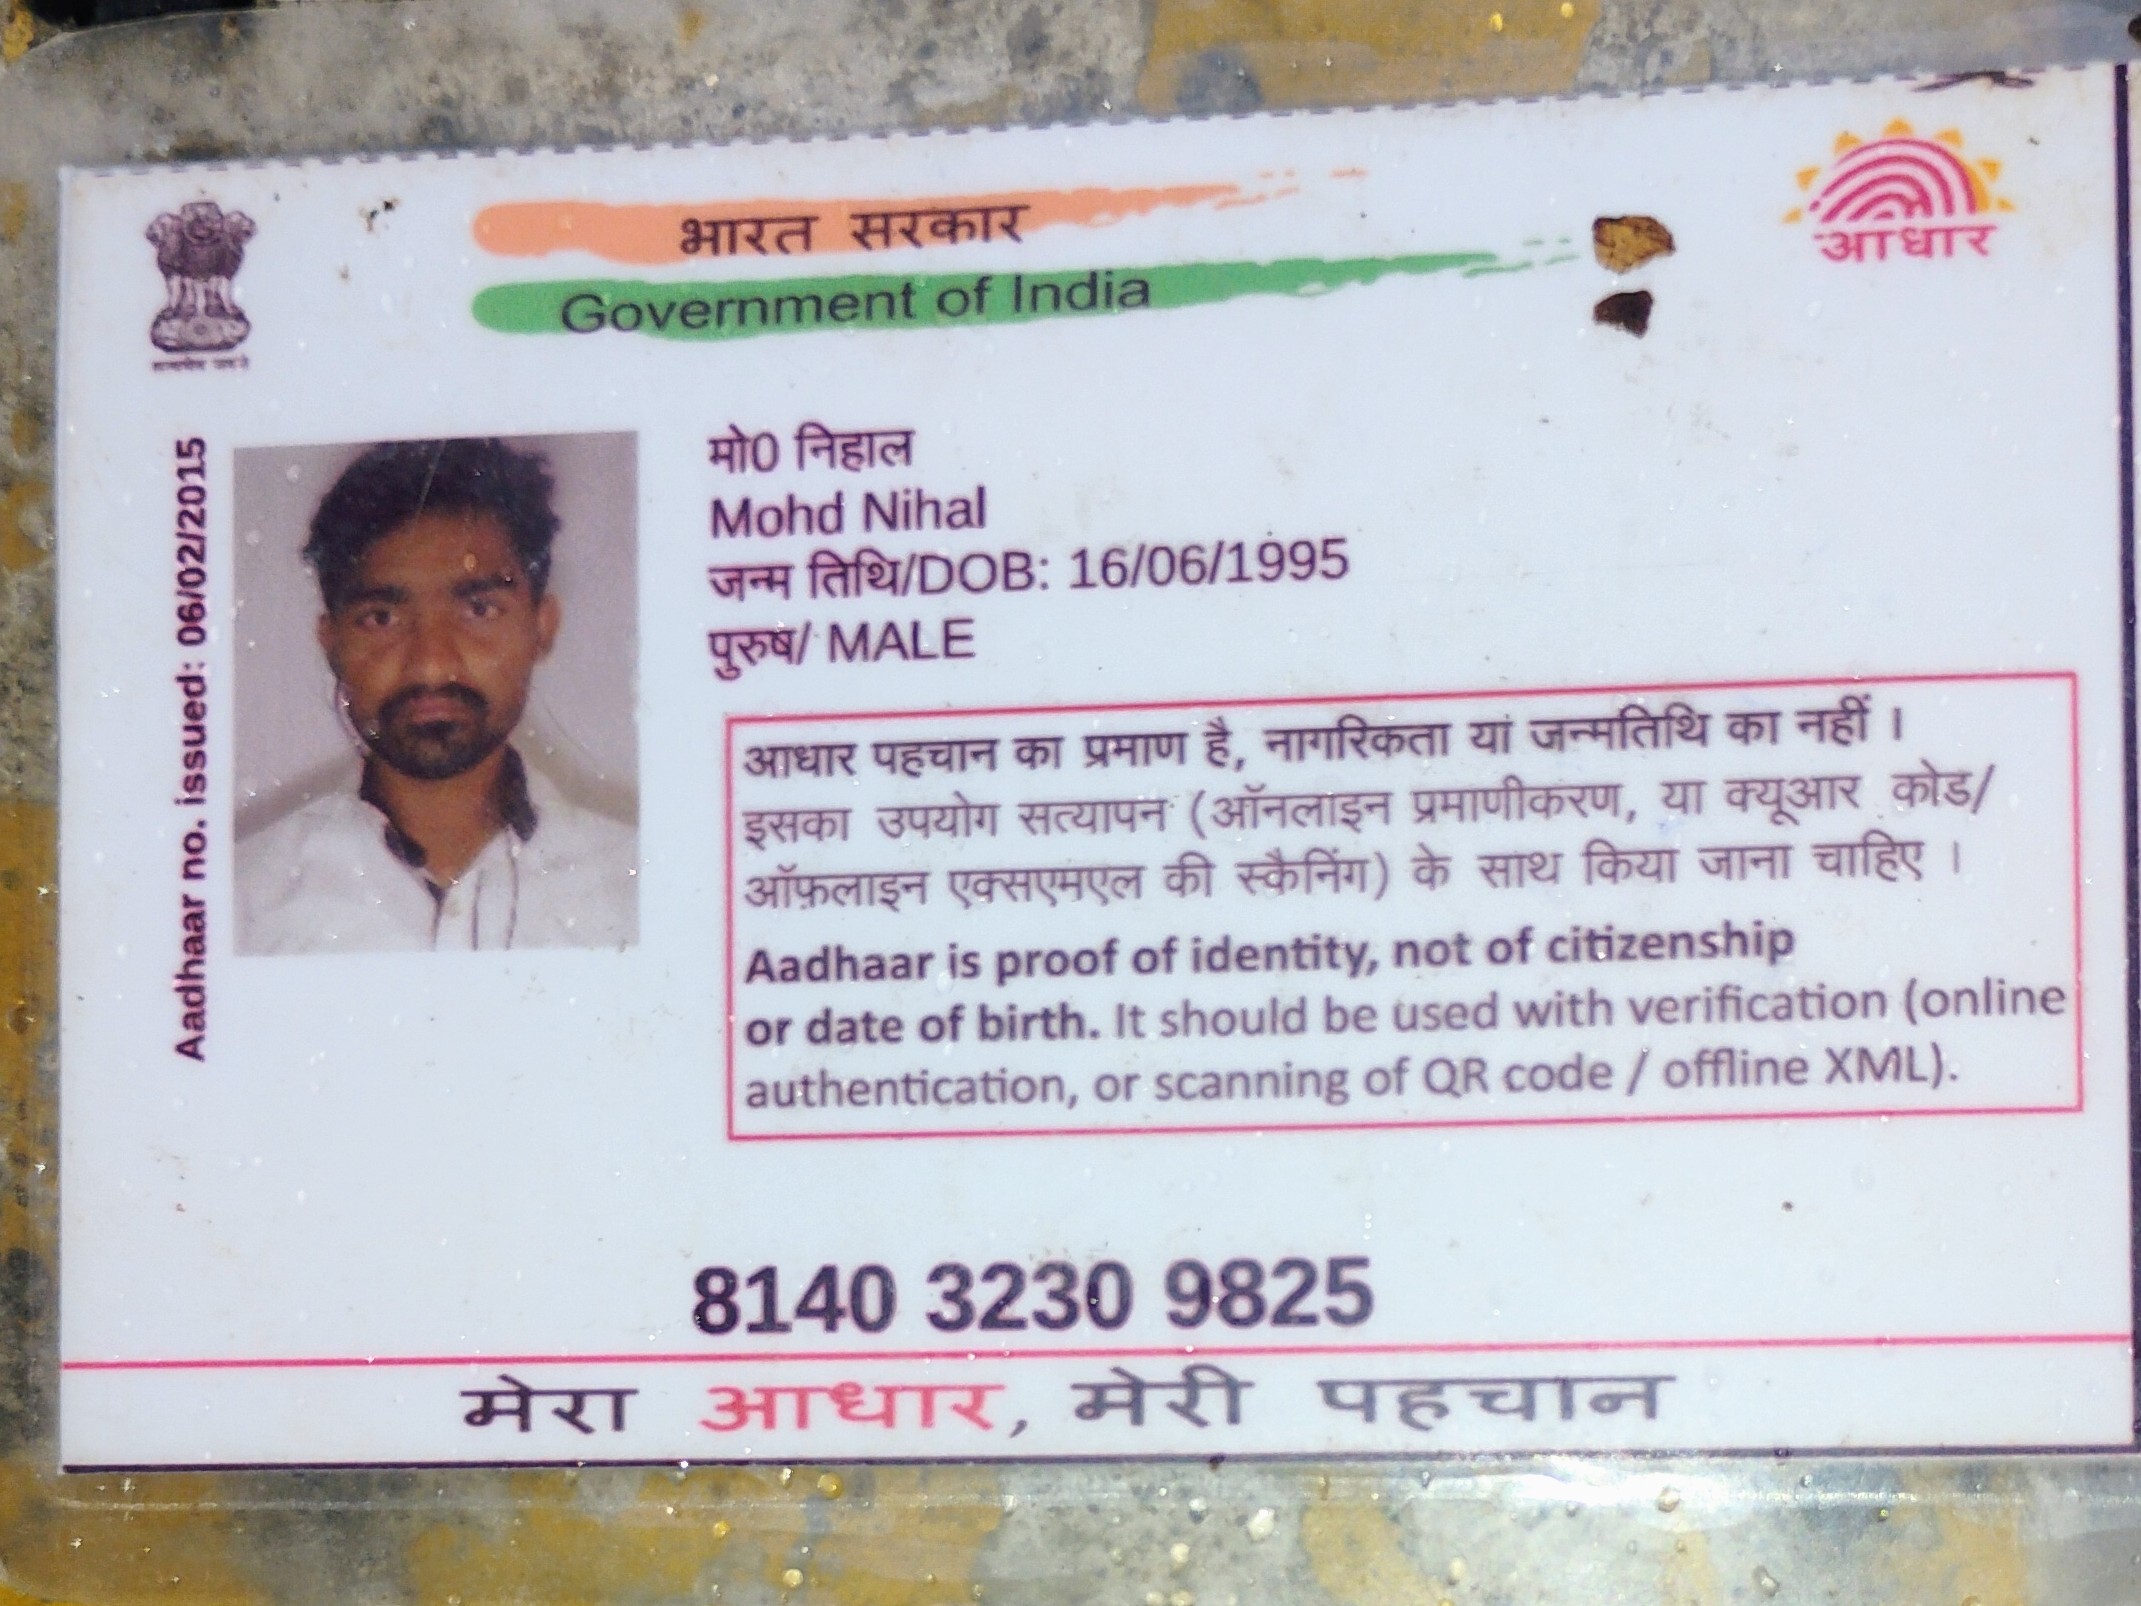 भारत सरकार
Government of India
आधार
Aadhaar no. issued: 06/02/2015
मो0 निहाल
Mohd Nihal
जन्म तिथि/DOB: 16/06/1995
पुरुष/ MALE
आधार पहचान का प्रमाण है, नागरिकता या जन्मतिथि का नहीं ।
इसका उपयोग सत्यापन (ऑनलाइन प्रमाणीकरण, या क्यूआर कोड/
ऑफ़लाइन एक्सएमएल की स्कैनिंग) के साथ किया जाना चाहिए ।
Aadhaar is proof of identity, not of citizenship
or date of birth. It should be used with verification (online
authentication, or scanning of QR code / offline XML).
8140 3230 9825
मेरा आधार, मेरी पहचान